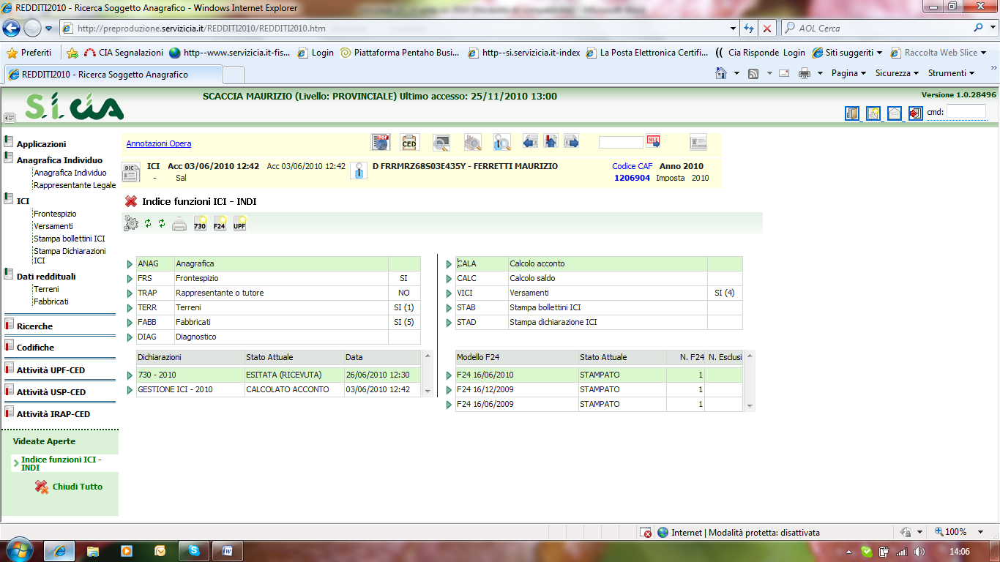 REDDITI2010 - Ricerca Soggetto Anagrafico - Windows Internet Explorer
http://preproduzione.servizicia.it/REDDITI2010/REDDITI2010.htm
AOL Cerca
Preferiti CIA Segnalazioni http--www.servizicia.it-fis... Login Piattaforma Pentaho Busi... http--si.servizicia.it-index La Posta Elettronica Certifi... Cia Risponde Login Siti suggeriti Raccolta Web Slice
REDDITI2010 - Ricerca Soggetto Anagrafico
Pagina Sicurezza Strumenti
S.i. CIA
SCACCIA MAURIZIO (Livello: PROVINCIALE) Ultimo accesso: 25/11/2010 13:00
Versione 1.0.28496
cmd:
Applicazioni
Anagrafica Individuo
Anagrafica Individuo
Rappresentante Legale
ICI
Frontespizio
Versamenti
Stampa bollettini ICI
Stampa Dichiarazioni
ICI
Dati reddituali
Terreni
Fabbricati
Ricerche
Codifiche
Attività UPF-CED
Attività USP-CED
Attività IRAP-CED
Videate Aperte
Indice funzioni ICI -
INDI
Chiudi Tutto
Annotazioni Opera
PDF
CED
SELE
DIC
ICI Acc 03/06/2010 12:42 Acc 03/06/2010 12:42 D FRRMRZ68S03E435Y - FERRETTI MAURIZIO Codice CAF Anno 2010
- Sal 1206904 Imposta 2010
Indice funzioni ICI - INDI
730 F24 UPF
ANAG Anagrafica
FRS Frontespizio SI
TRAP Rappresentante o tutore NO
TERR Terreni SI (1)
FABB Fabbricati SI (5)
DIAG Diagnostico
CALA Calcolo acconto
CALC Calcolo saldo
VICI Versamenti SI (4)
STAB Stampa bollettini ICI
STAD Stampa dichiarazione ICI
Dichiarazioni Stato Attuale Data
730 - 2010 ESITATA (RICEVUTA) 26/06/2010 12:30
GESTIONE ICI - 2010 CALCOLATO ACCONTO 03/06/2010 12:42
Modello F24 Stato Attuale N. F24 N. Esclusi
F24 16/06/2010 STAMPATO 1
F24 16/12/2009 STAMPATO 1
F24 16/06/2009 STAMPATO 1
Internet | Modalità protetta: disattivata
100%
14:06